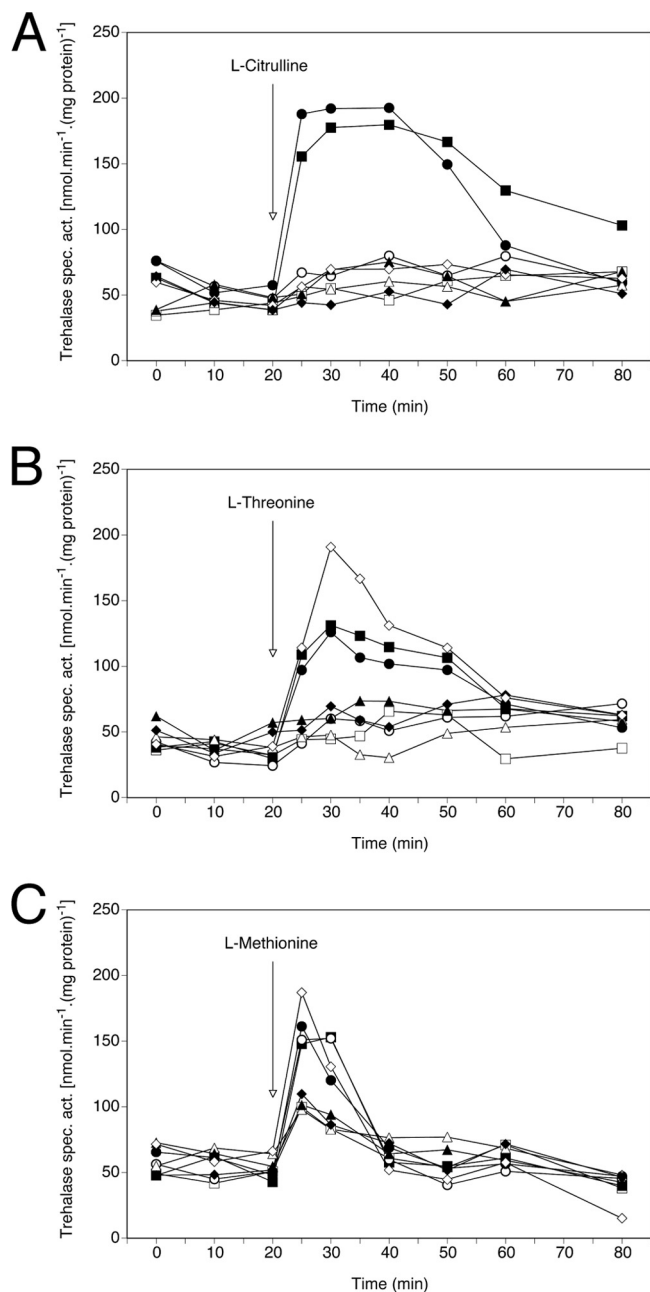 A
Trehalase spec. act. [nmol.min⁻¹.(mg protein)⁻¹]
250
200
150
100
50
0
L-Citrulline
0 10 20 30 40 50 60 70 80
Time (min)
B
Trehalase spec. act. [nmol.min⁻¹.(mg protein)⁻¹]
250
200
150
100
50
0
L-Threonine
0 10 20 30 40 50 60 70 80
Time (min)
C
Trehalase spec. act. [nmol.min⁻¹.(mg protein)⁻¹]
250
200
150
100
50
0
L-Methionine
0 10 20 30 40 50 60 70 80
Time (min)